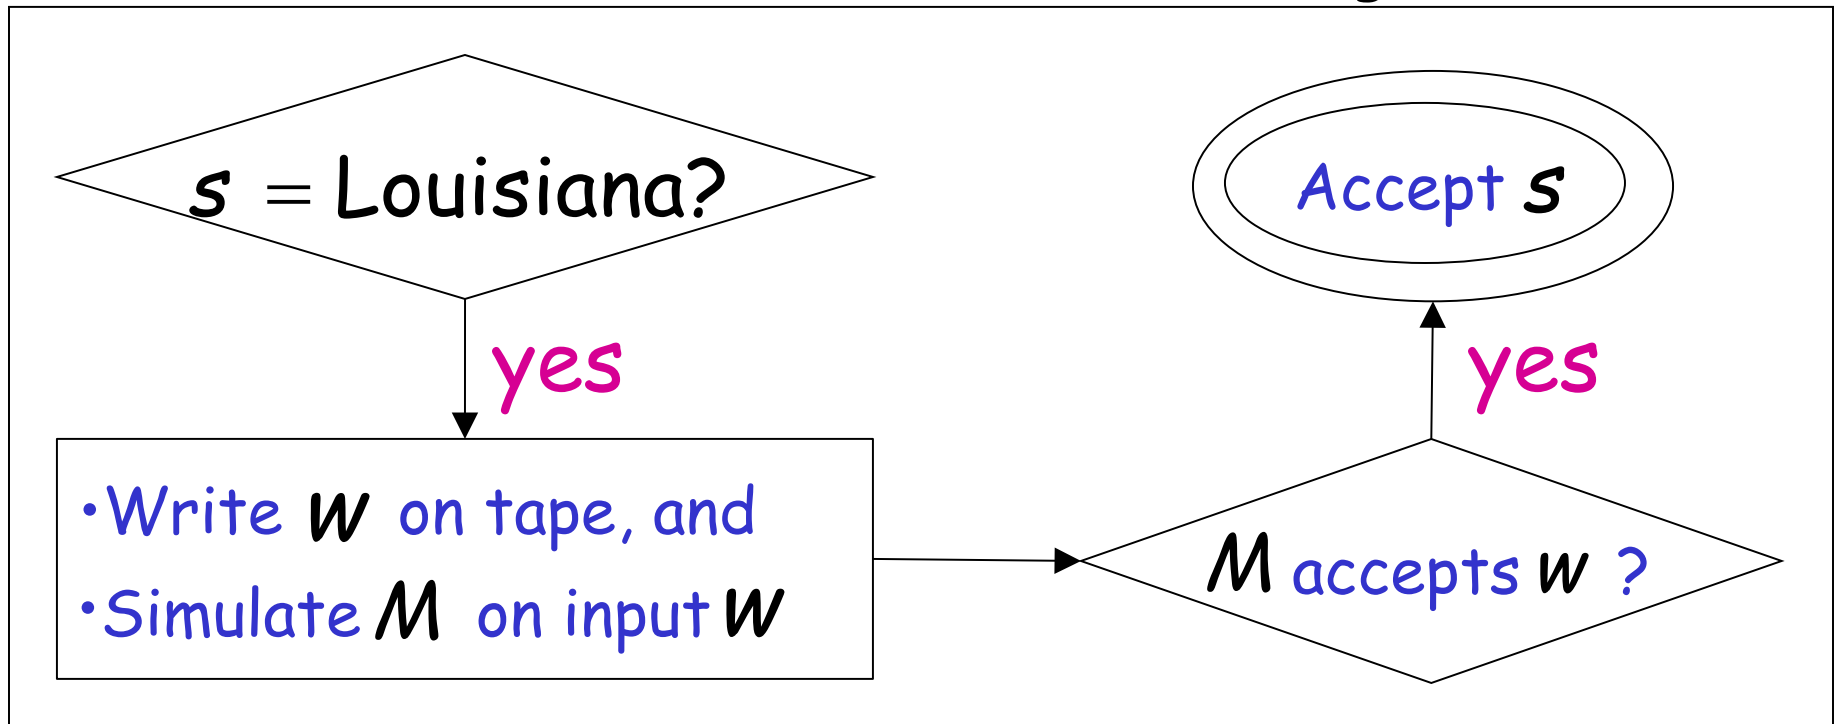 s = Louisiana?
yes
•Write w on tape, and
•Simulate M on input w
M accepts w ?
yes
Accept s